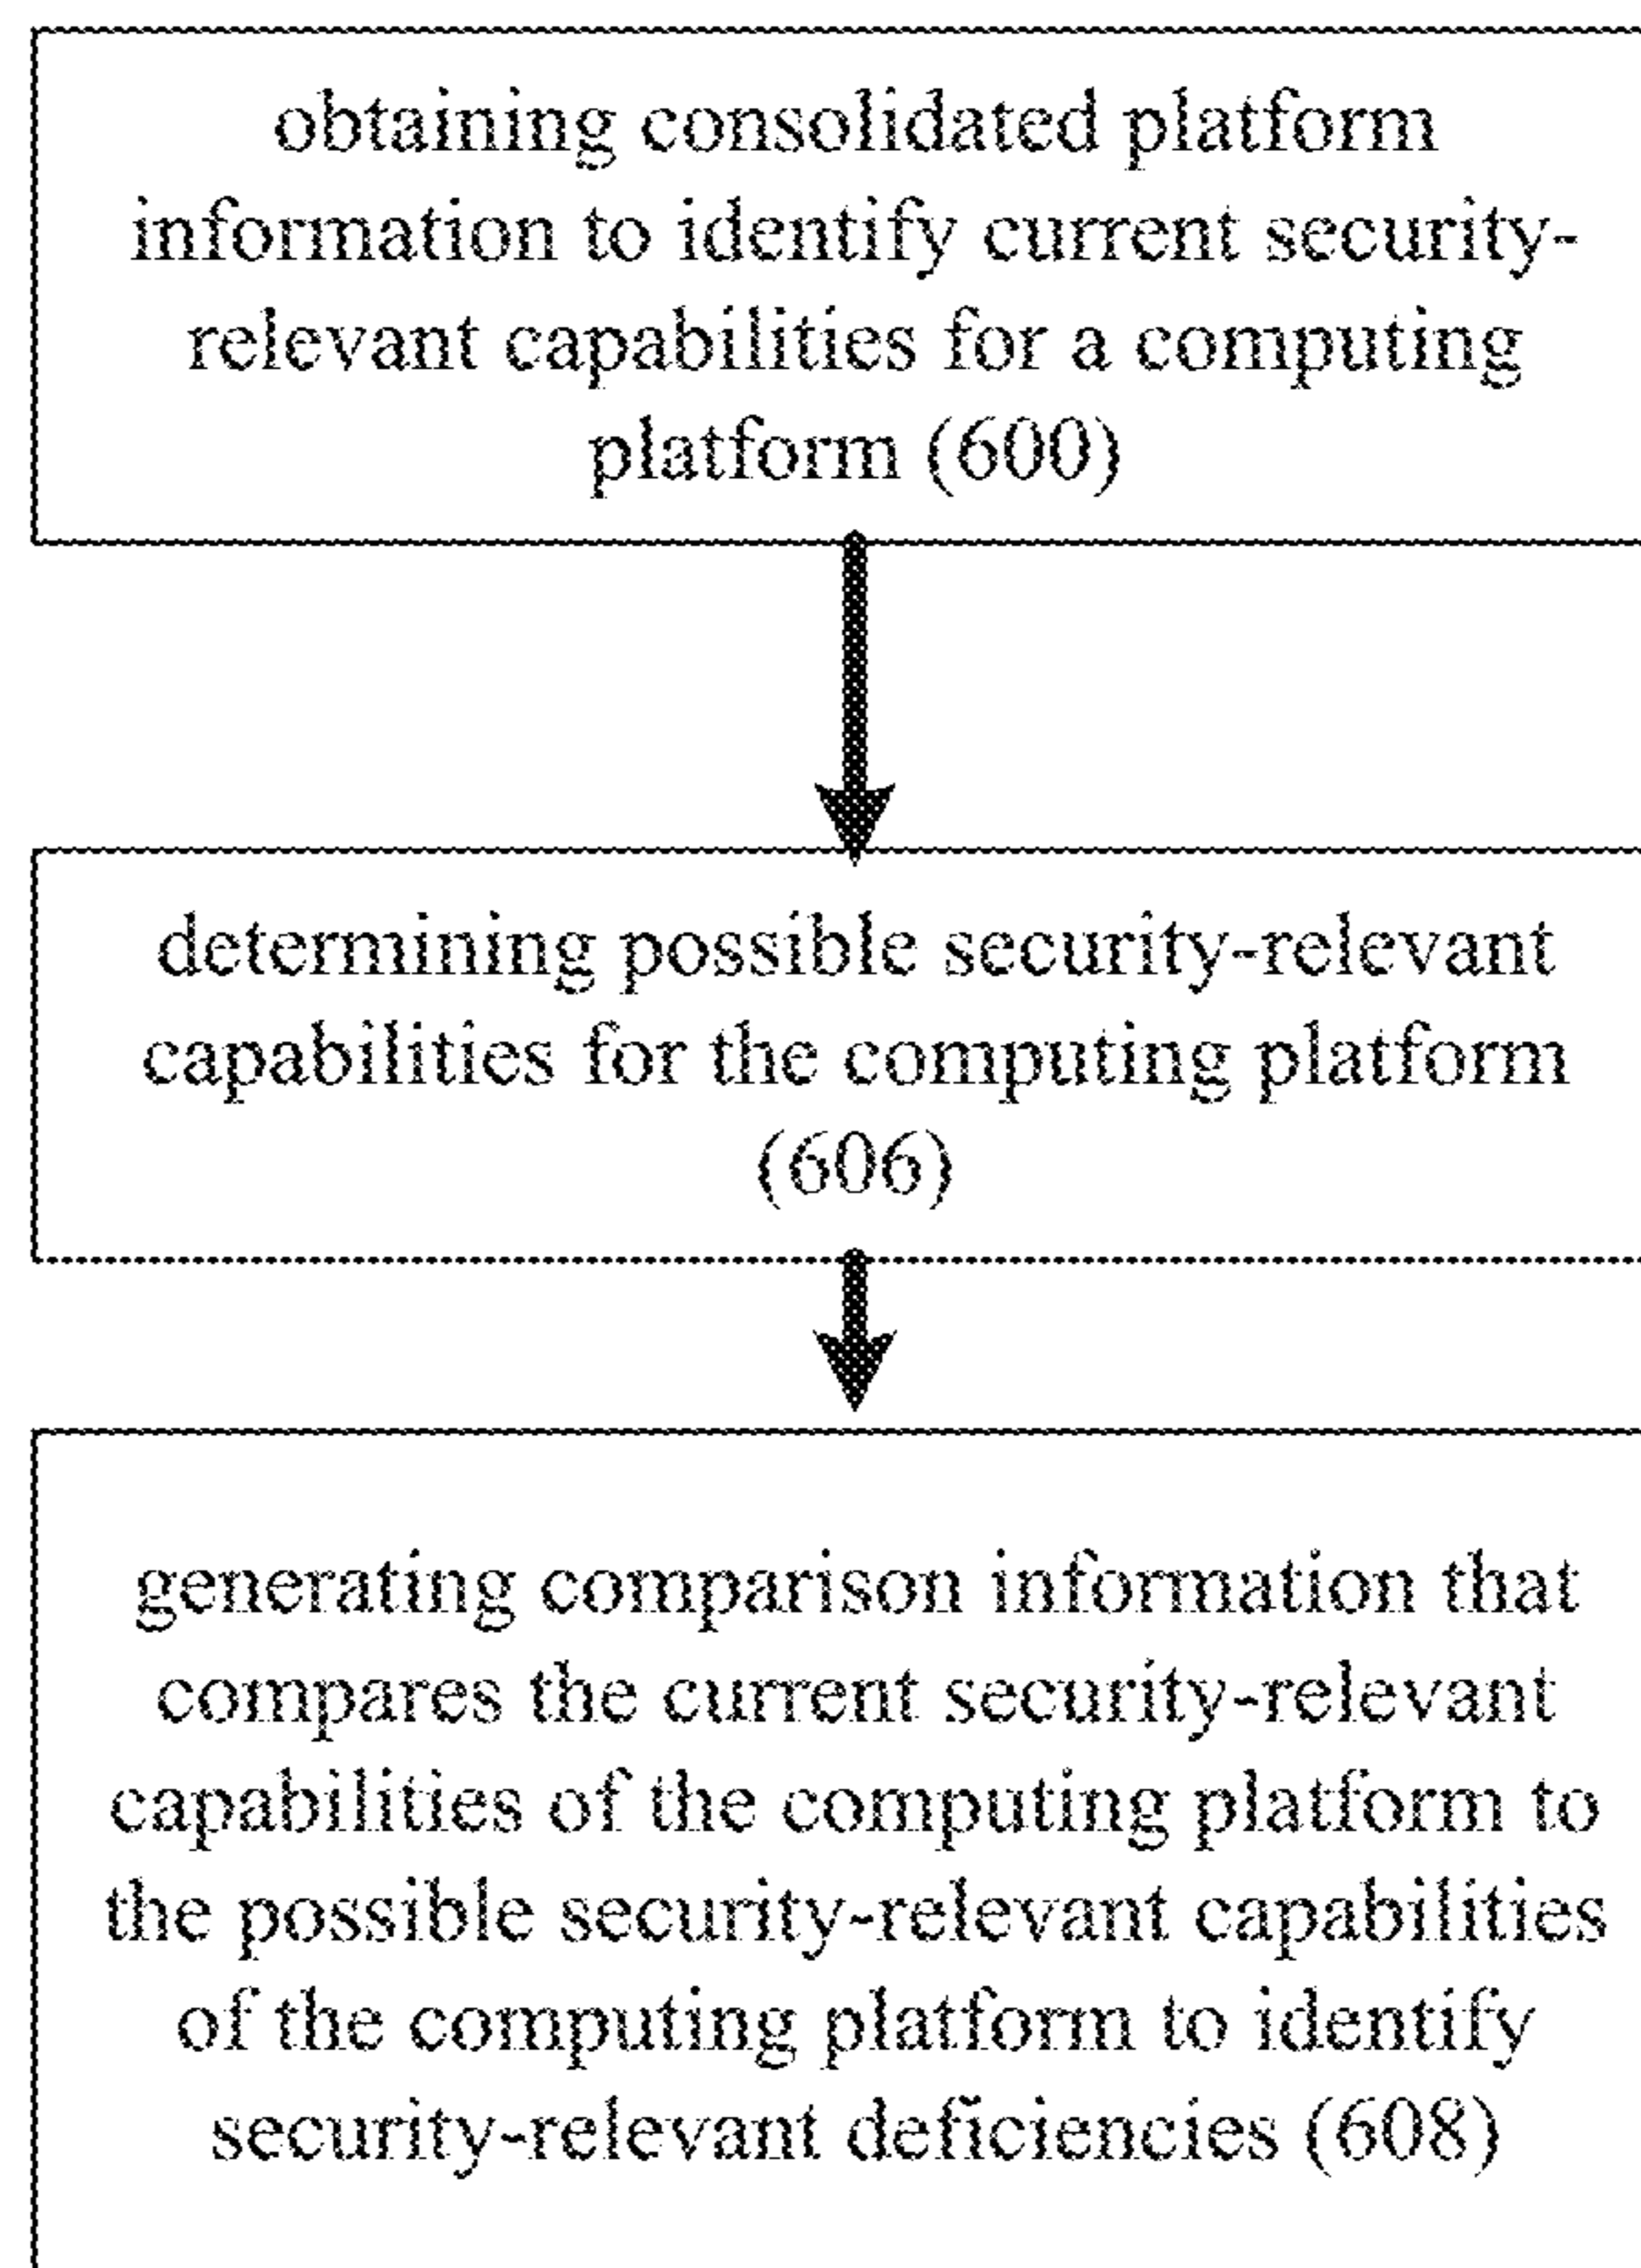 obtaining consolidated platform
information to identify current security-
relevant capabilities for a computing
platform (600)
determining possible security-relevant
capabilities for the computing platform
(606)
generating comparison information that
compares the current security-relevant
capabilities of the computing platform to
the possible security-relevant capabilities
of the computing platform to identify
security-relevant deficiencies (608)